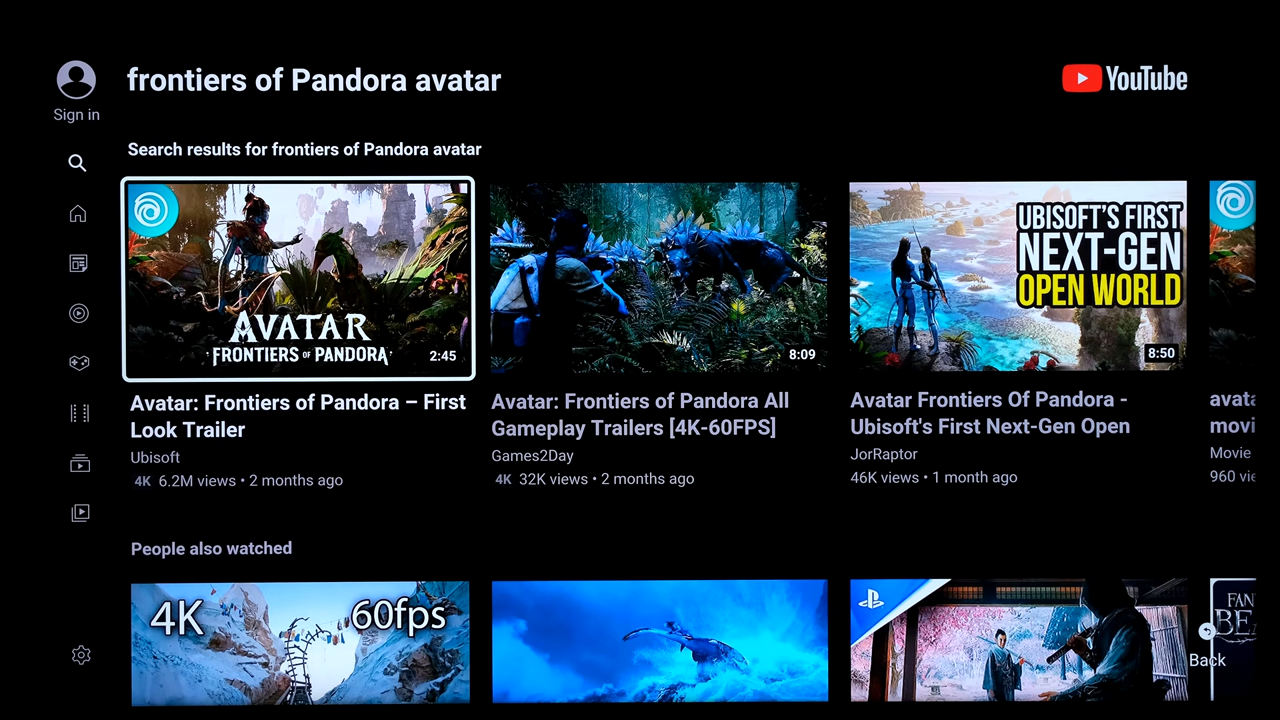 frontiers of Pandora avatar
YouTube
Sign in
Search results for frontiers of Pandora avatar
AVATAR
FRONTIERS OF PANDORA
2:45
8:09
UBISOFT'S FIRST
NEXT-GEN
OPEN WORLD
8:50
Avatar: Frontiers of Pandora – First
Look Trailer
Ubisoft
4K 6.2M views • 2 months ago
Avatar: Frontiers of Pandora All
Gameplay Trailers [4K-60FPS]
Games2Day
4K 32K views • 2 months ago
Avatar Frontiers Of Pandora -
Ubisoft's First Next-Gen Open
JorRaptor
46K views • 1 month ago
Movie
960
People also watched
4K
60fps
Back